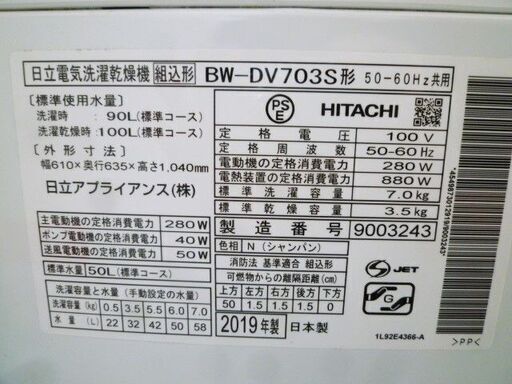 日立電気洗濯乾燥機 組込形 BW-DV703S形 50-60Hz共用
〔標準使用水量〕
洗濯時: 90L(標準コース)
洗濯乾燥時: 100L(標準コース)
〔外形寸法〕
幅610×奥行635×高さ1,040mm
日立アプライアンス(株)
主電動機の定格消費電力 280W
ポンプ電動機の定格消費電力 40W
送風電動機の定格消費電力 50W
標準水量 50L(標準コース)
洗濯容量と水量 (手動設定の水量)
洗濯容量(kg) 0.5 3.5 5.5 6.0 7.0
水量(L) 22 32 42 50 58
PS
E
HITACHI
定格電圧 100V
定格周波数 50-60Hz
電動機の定格消費電力 280W
電熱装置の定格消費電力 880W
標準洗濯容量 7.0kg
標準乾燥容量 3.5kg
製造番号 9003243
色相 N(シャンパン)
消防法 基準適合 組込形
可燃物からの離隔距離(cm)
上方 左方 右方 前方 後方 下方
50 1.5 1.5 5 1.5 0
2019年製 日本製
S JET
G
1L92E4366-A
>PP<